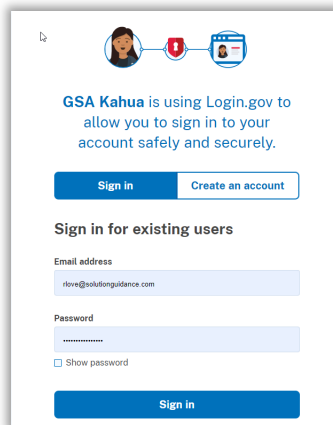 GSA Kahua is using Login.gov to
allow you to sign in to your
account safely and securely.
Sign in
Create an account
Sign in for existing users
Email address
rlove@solutionguidance.com
Password
••••••••••••••••
Show password
Sign in